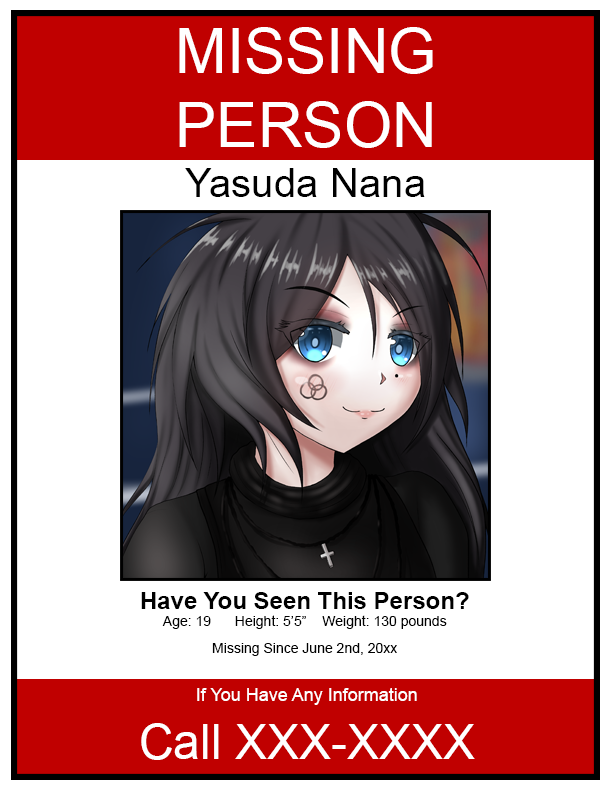 MISSING
PERSON
Yasuda Nana
Have You Seen This Person?
Age: 19 Height: 5’5” Weight: 130 pounds
Missing Since June 2nd, 20xx
If You Have Any Information
Call XXX-XXXX